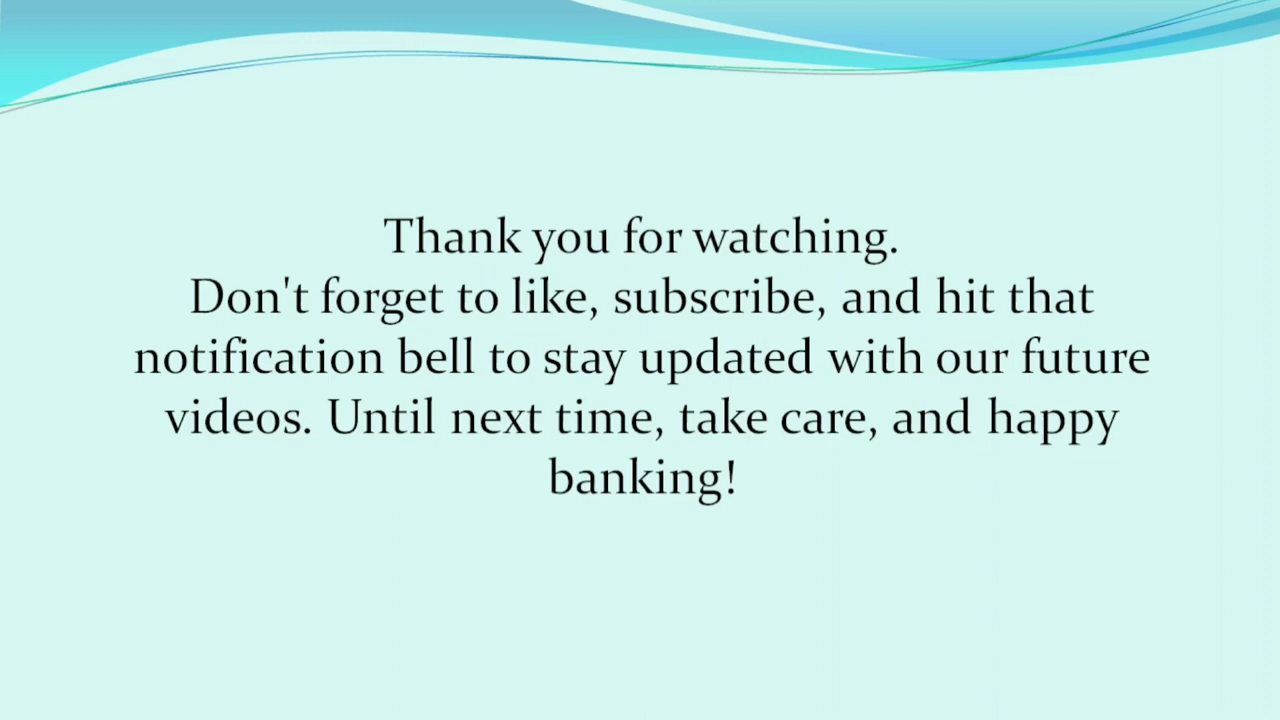 Thank you for watching.
Don't forget to like, subscribe, and hit that
notification bell to stay updated with our future
videos. Until next time, take care, and happy
banking!